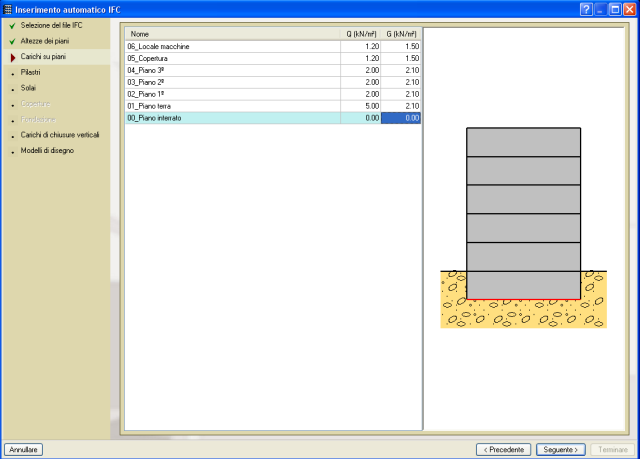 Inserimento automatico IFC
Selezione del file IFC
Altezze dei piani
Carichi su piani
Pilastri
Solai
Coperture
Fondazione
Carichi di chiusure verticali
Modelli di disegno
Nome Q (kN/m²) G (kN/m²)
06_Locale macchine 1.20 1.50
05_Copertura 1.20 1.50
04_Piano 3º 2.00 2.10
03_Piano 2º 2.00 2.10
02_Piano 1º 2.00 2.10
01_Piano terra 5.00 2.10
00_Piano interrato 0.00 0.00
Annullare
< Precedente
Seguente >
Terminare